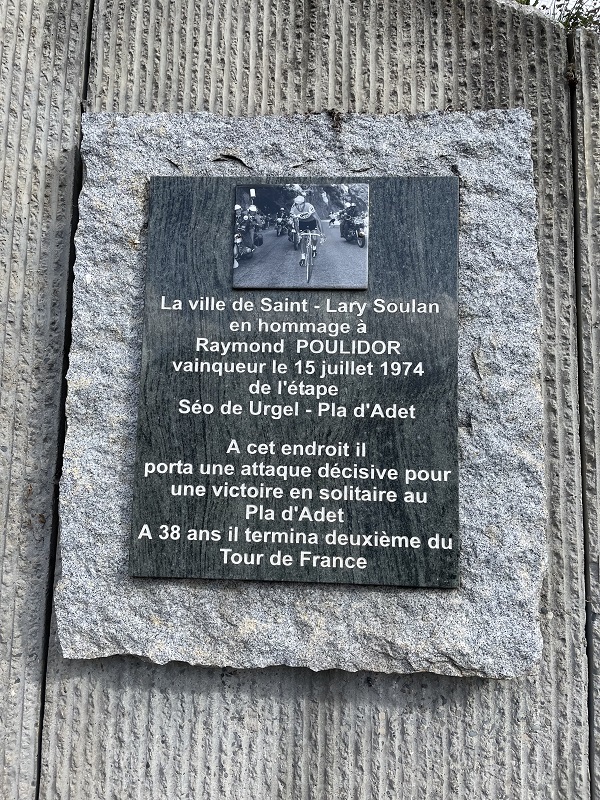 La ville de Saint - Lary Soulan
en hommage à
Raymond POULIDOR
vainqueur le 15 juillet 1974
de l'étape
Séo de Urgel - Pla d'Adet
A cet endroit il
porta une attaque décisive pour
une victoire en solitaire au
Pla d'Adet
A 38 ans il termina deuxième du
Tour de France